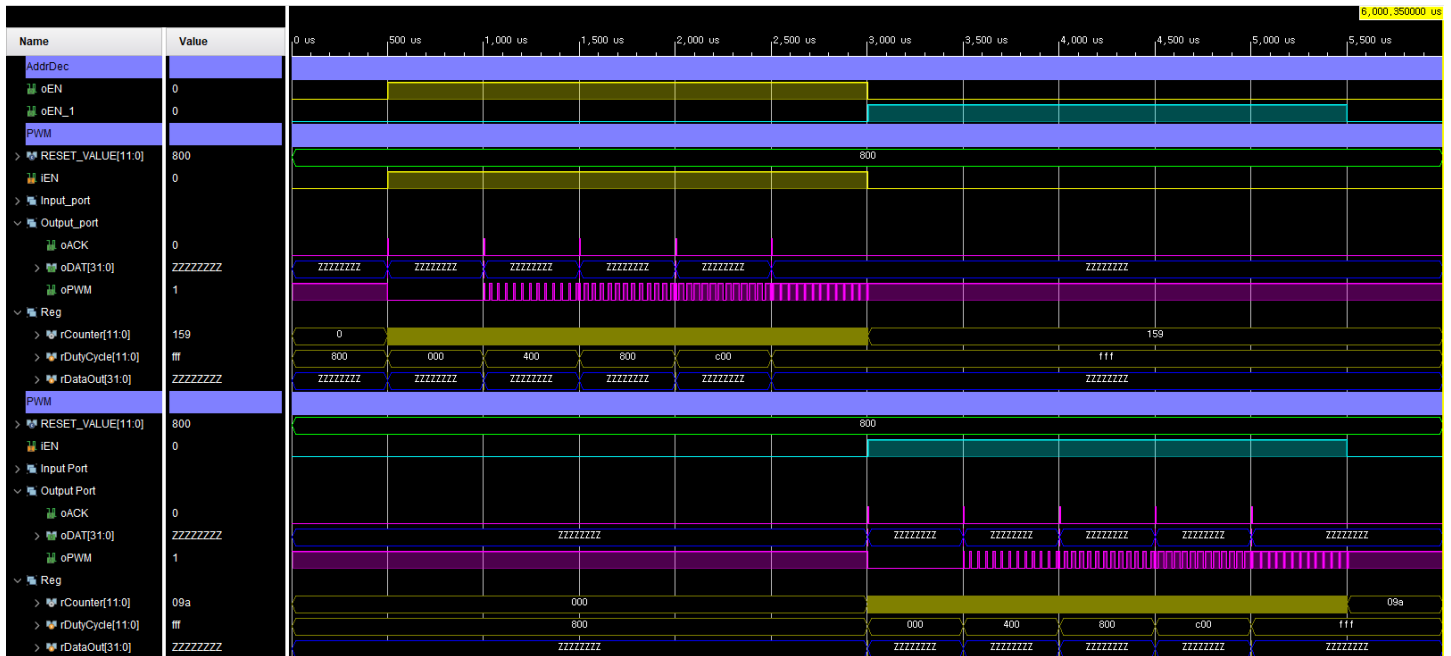 6,000.350000 us
Name Value 0 us 500 us 1,000 us 1,500 us 2,000 us 2,500 us 3,000 us 3,500 us 4,000 us 4,500 us 5,000 us 5,500 us
AddrDec
oEN 0
oEN_1 0
PWM
RESET_VALUE[11:0] 800 800
iEN 0
Input_port
Output_port
oACK 0
oDAT[31:0] ZZZZZZZZ ZZZZZZZZ ZZZZZZZZ ZZZZZZZZ ZZZZZZZZ ZZZZZZZZ ZZZZZZZZ
oPWM 1
Reg
rCounter[11:0] 159 0 159
rDutyCycle[11:0] fff 800 000 400 800 c00 fff
rDataOut[31:0] ZZZZZZZZ ZZZZZZZZ ZZZZZZZZ ZZZZZZZZ ZZZZZZZZ ZZZZZZZZ ZZZZZZZZ
PWM
RESET_VALUE[11:0] 800 800
iEN 0
Input Port
Output Port
oACK 0
oDAT[31:0] ZZZZZZZZ ZZZZZZZZ ZZZZZZZZ ZZZZZZZZ ZZZZZZZZ ZZZZZZZZ ZZZZZZZZ
oPWM 1
Reg
rCounter[11:0] 09a 000 09a
rDutyCycle[11:0] fff 800 000 400 800 c00 fff
rDataOut[31:0] ZZZZZZZZ ZZZZZZZZ ZZZZZZZZ ZZZZZZZZ ZZZZZZZZ ZZZZZZZZ ZZZZZZZZ